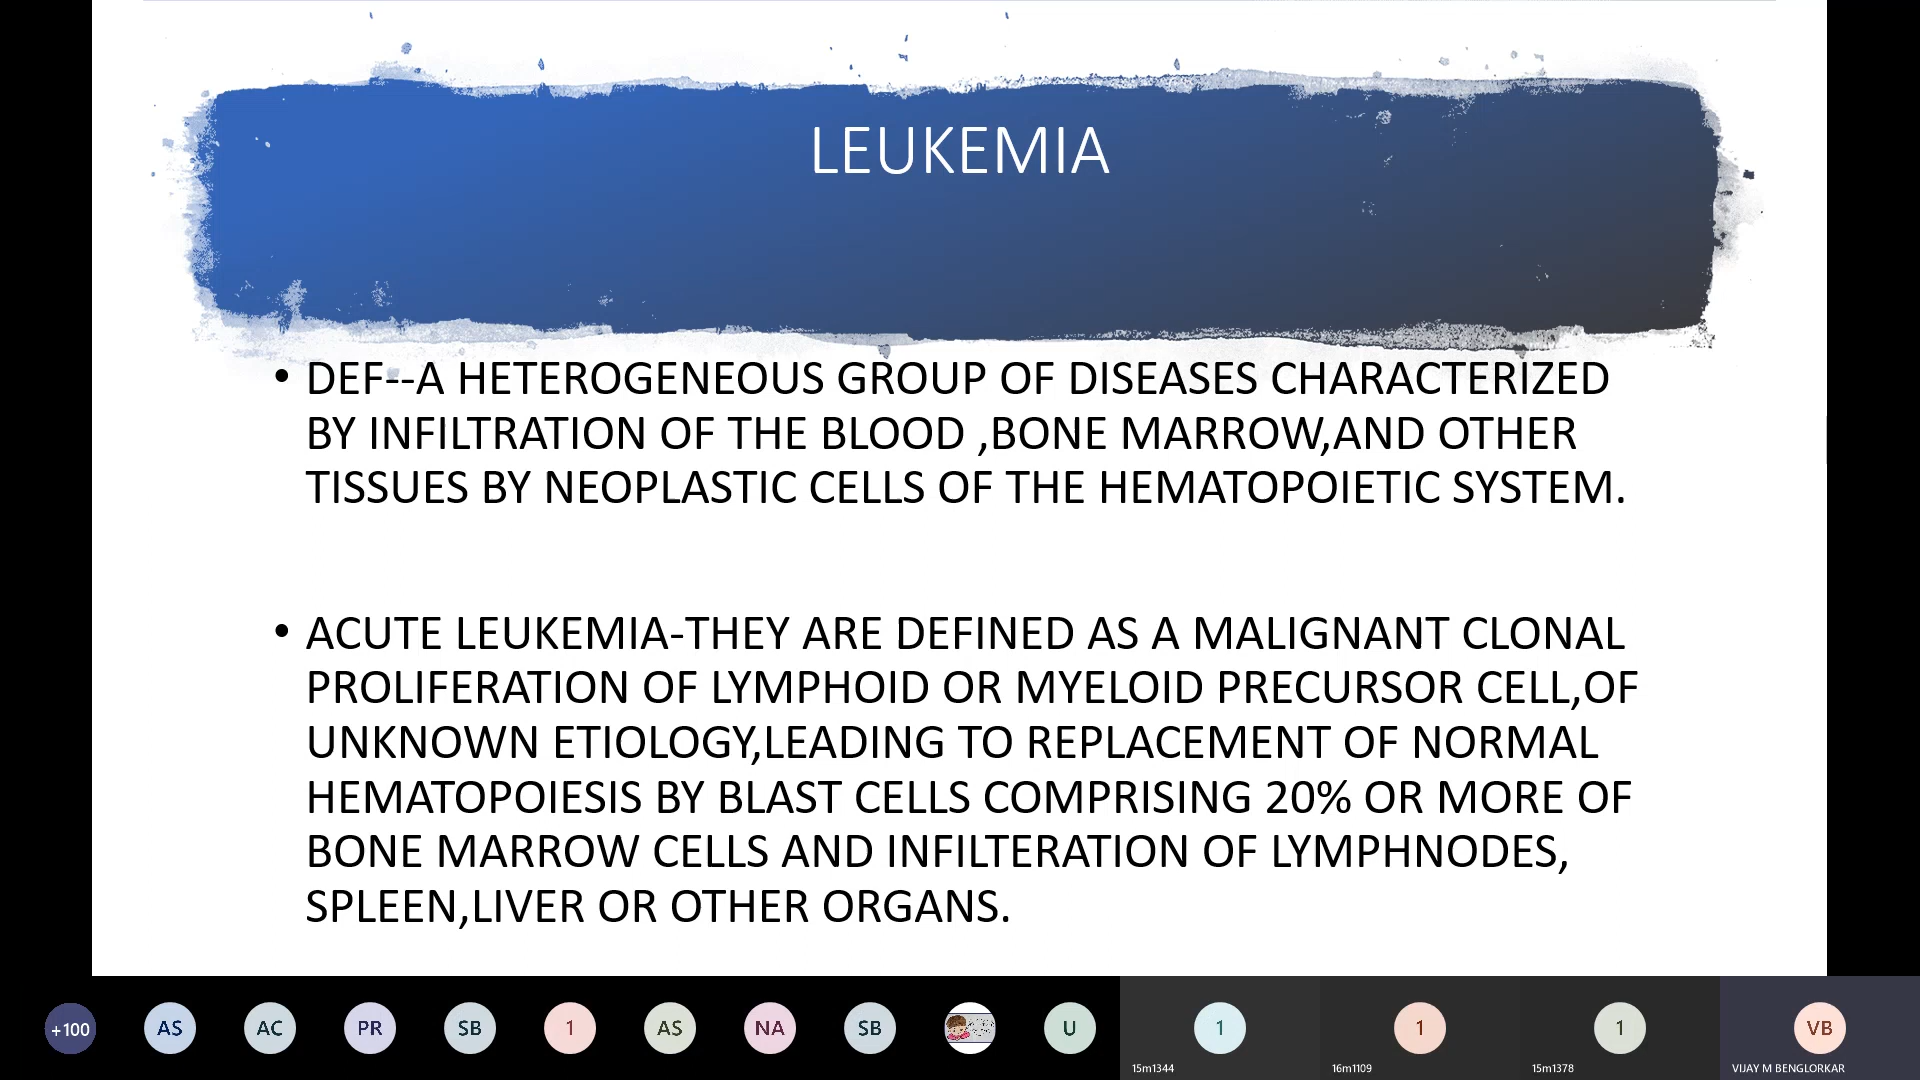 LEUKEMIA
• DEF--A HETEROGENEOUS GROUP OF DISEASES CHARACTERIZED
BY INFILTRATION OF THE BLOOD ,BONE MARROW,AND OTHER
TISSUES BY NEOPLASTIC CELLS OF THE HEMATOPOIETIC SYSTEM.
• ACUTE LEUKEMIA-THEY ARE DEFINED AS A MALIGNANT CLONAL
PROLIFERATION OF LYMPHOID OR MYELOID PRECURSOR CELL,OF
UNKNOWN ETIOLOGY,LEADING TO REPLACEMENT OF NORMAL
HEMATOPOIESIS BY BLAST CELLS COMPRISING 20% OR MORE OF
BONE MARROW CELLS AND INFILTERATION OF LYMPHNODES,
SPLEEN,LIVER OR OTHER ORGANS.
+100 AS AC PR SB 1 AS NA SB U 1 1 1 VB
15m1344 16m1109 15m1378 VIJAY M BENGLORKAR